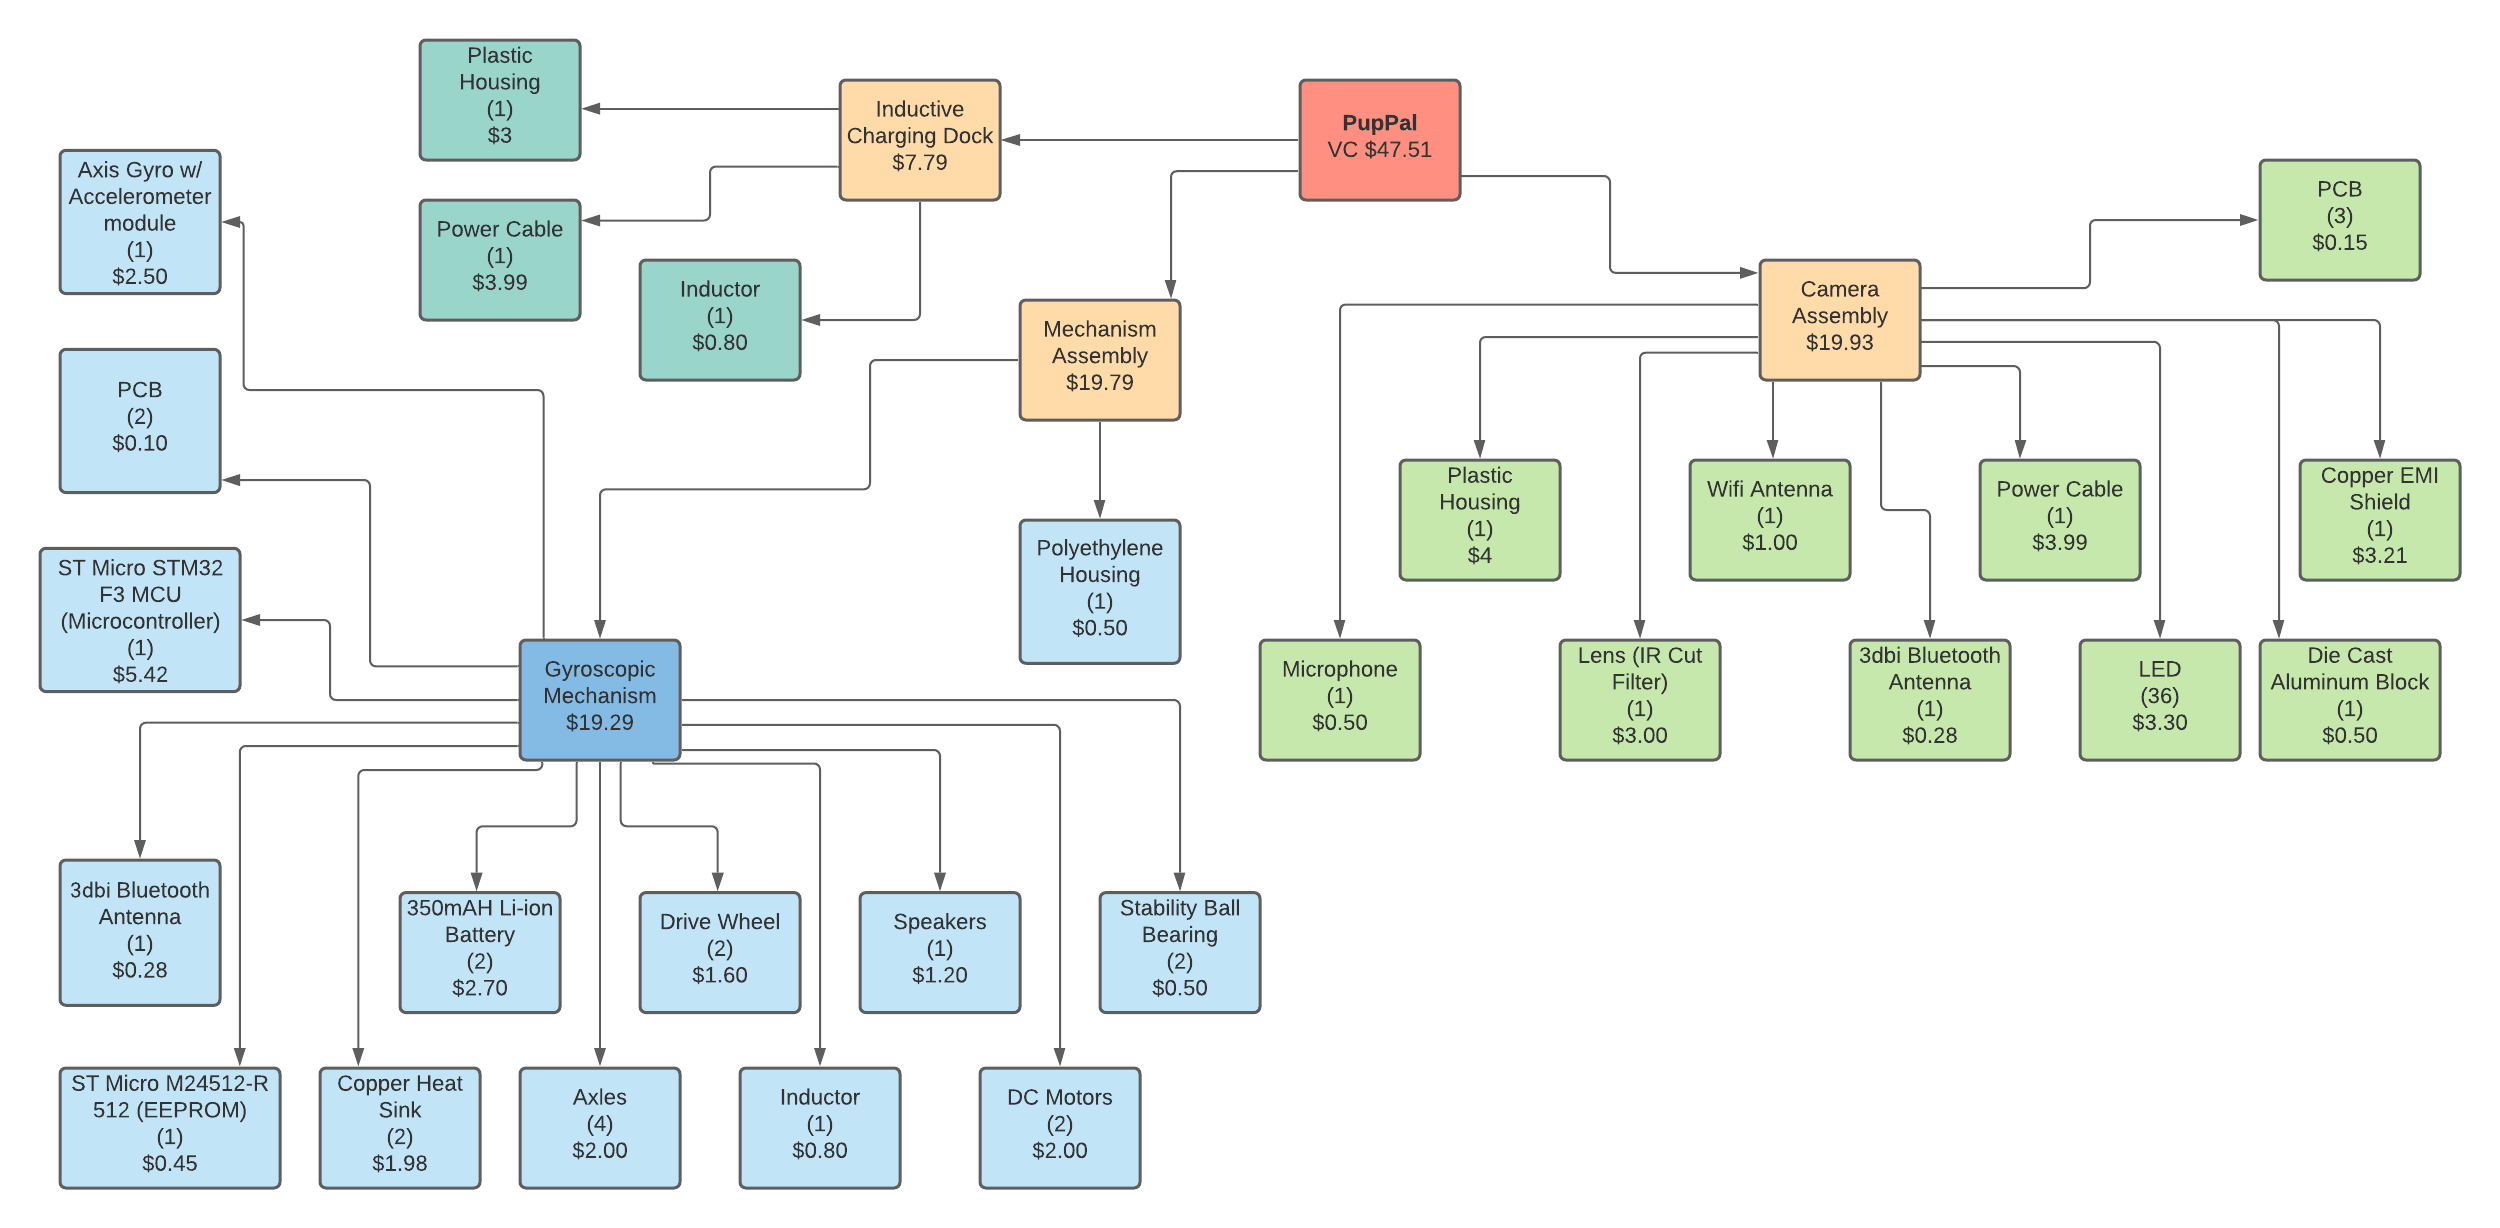 Plastic
Housing
(1)
$3
Inductive
Charging Dock
$7.79
PupPal
VC $47.51
Axis Gyro w/
Accelerometer
module
(1)
$2.50
PCB
(3)
$0.15
Power Cable
(1)
$3.99
Inductor
(1)
$0.80
Camera
Assembly
$19.93
Mechanism
Assembly
$19.79
PCB
(2)
$0.10
Plastic
Housing
(1)
$4
Wifi Antenna
(1)
$1.00
Power Cable
(1)
$3.99
Copper EMI
Shield
(1)
$3.21
Polyethylene
Housing
(1)
$0.50
ST Micro STM32
F3 MCU
(Microcontroller)
(1)
$5.42
Gyroscopic
Mechanism
$19.29
Microphone
(1)
$0.50
Lens (IR Cut
Filter)
(1)
$3.00
3dbi Bluetooth
Antenna
(1)
$0.28
LED
(36)
$3.30
Die Cast
Aluminum Block
(1)
$0.50
3dbi Bluetooth
Antenna
(1)
$0.28
350mAH Li-ion
Battery
(2)
$2.70
Drive Wheel
(2)
$1.60
Speakers
(1)
$1.20
Stability Ball
Bearing
(2)
$0.50
ST Micro M24512-R
512 (EEPROM)
(1)
$0.45
Copper Heat
Sink
(2)
$1.98
Axles
(4)
$2.00
Inductor
(1)
$0.80
DC Motors
(2)
$2.00